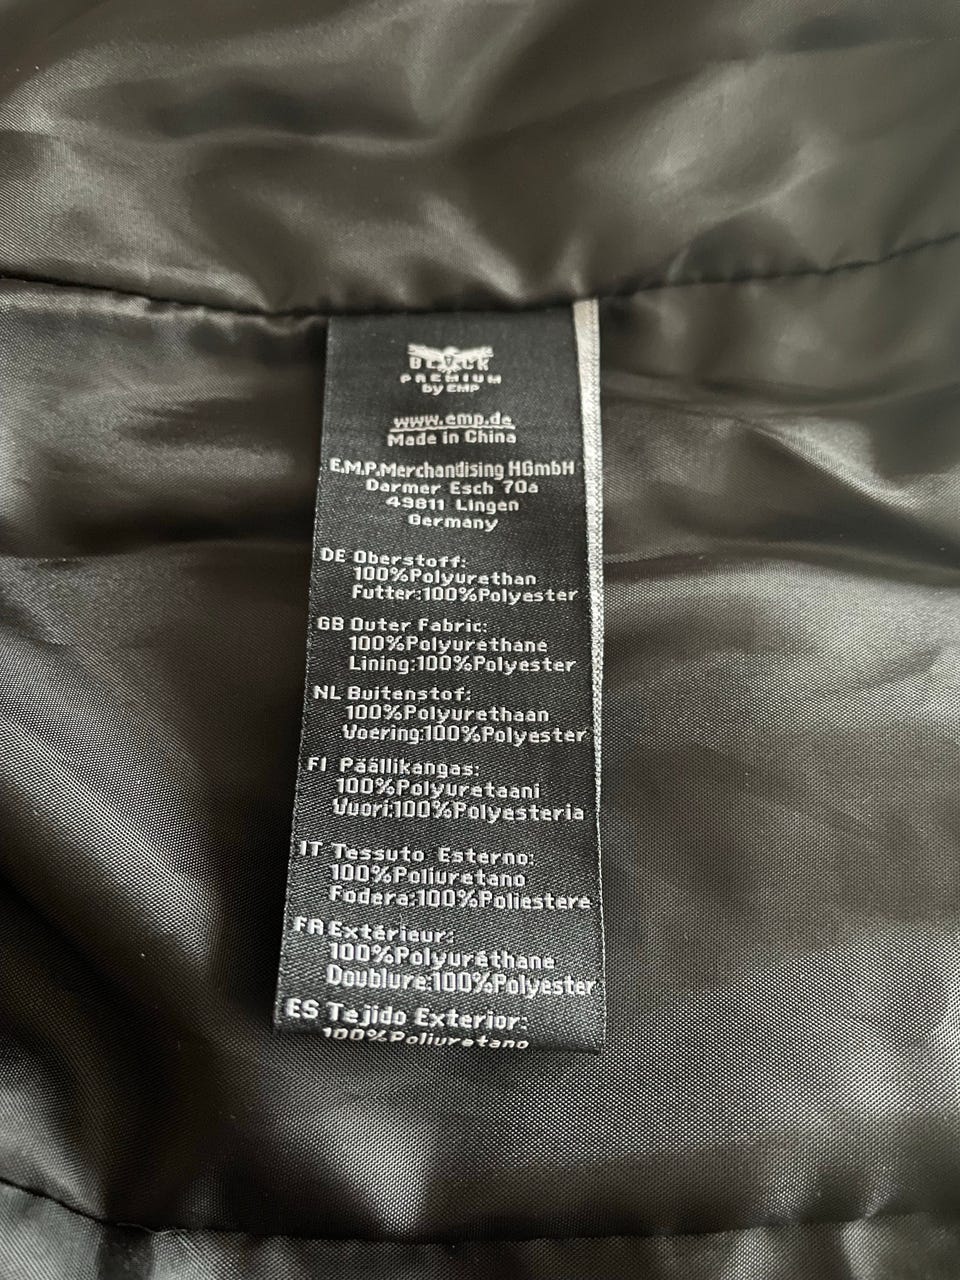 BLACK
PREMIUM
by EMP
www.emp.de
Made in China
E.M.P.Merchandising HGmbH
Darmer Esch 70a
49811 Lingen
Germany
DE Oberstoff:
100%Polyurethan
Futter:100%Polyester
GB Outer Fabric:
100%Polyurethane
Lining:100%Polyester
NL Buitenstof:
100%Polyurethaan
Voering:100%Polyester
FI Päällikangas:
100%Polyuretaani
Vuori:100%Polyesteria
IT Tessuto Esterno:
100%Poliuretano
Fodera:100%Poliestere
FR Extérieur:
100%Polyuréthane
Doublure:100%Polyester
ES Tejido Exterior:
100%Poliuretano